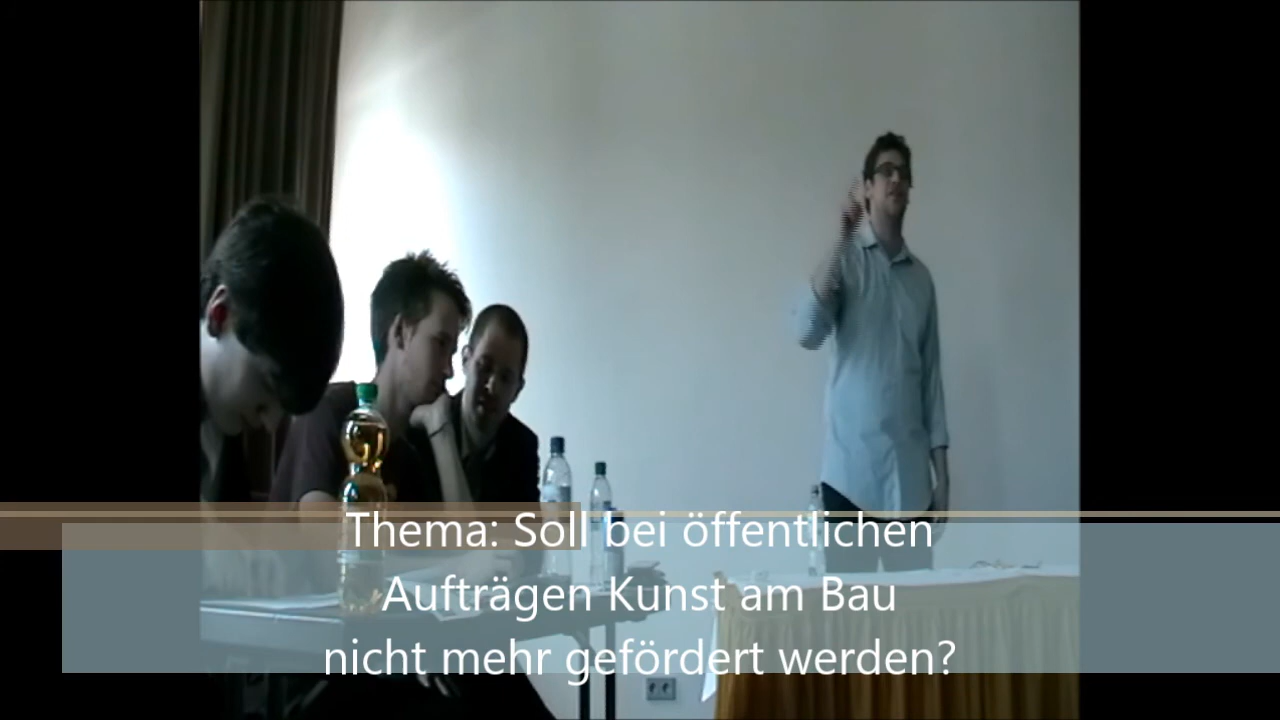 Thema: Soll bei öffentlichen
Aufträgen Kunst am Bau
nicht mehr gefördert werden?